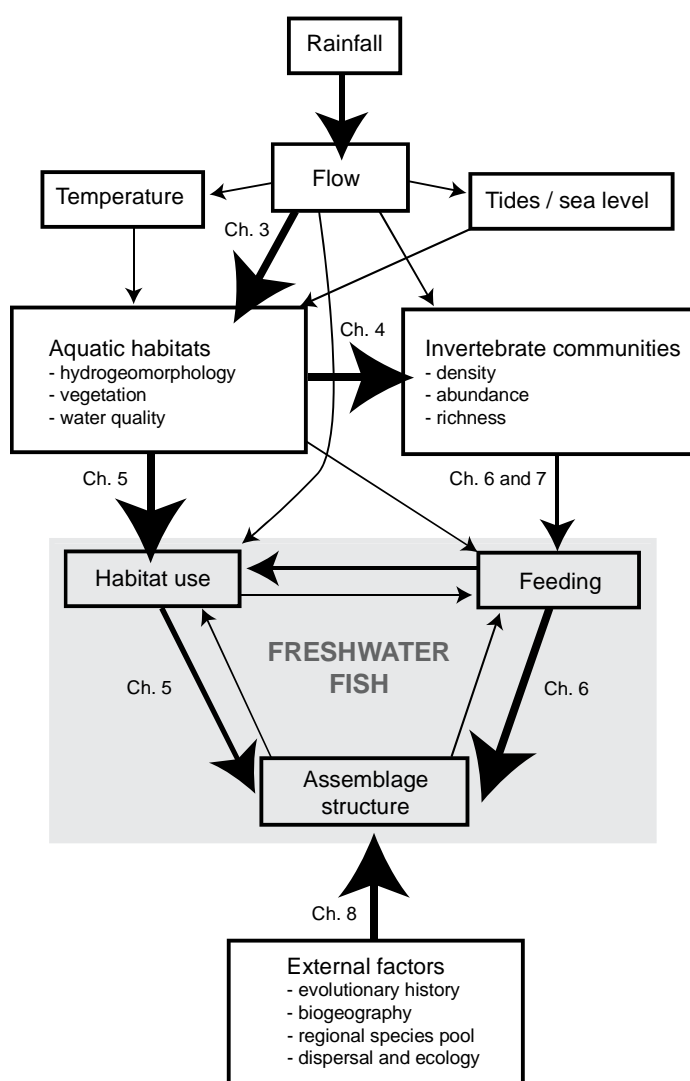 Rainfall
Flow
Temperature
Tides / sea level
Ch. 3
Aquatic habitats
- hydrogeomorphology
- vegetation
- water quality
Ch. 4
Invertebrate communities
- density
- abundance
- richness
Ch. 5
Ch. 6 and 7
Habitat use
Feeding
FRESHWATER
FISH
Ch. 5
Ch. 6
Assemblage
structure
Ch. 8
External factors
- evolutionary history
- biogeography
- regional species pool
- dispersal and ecology